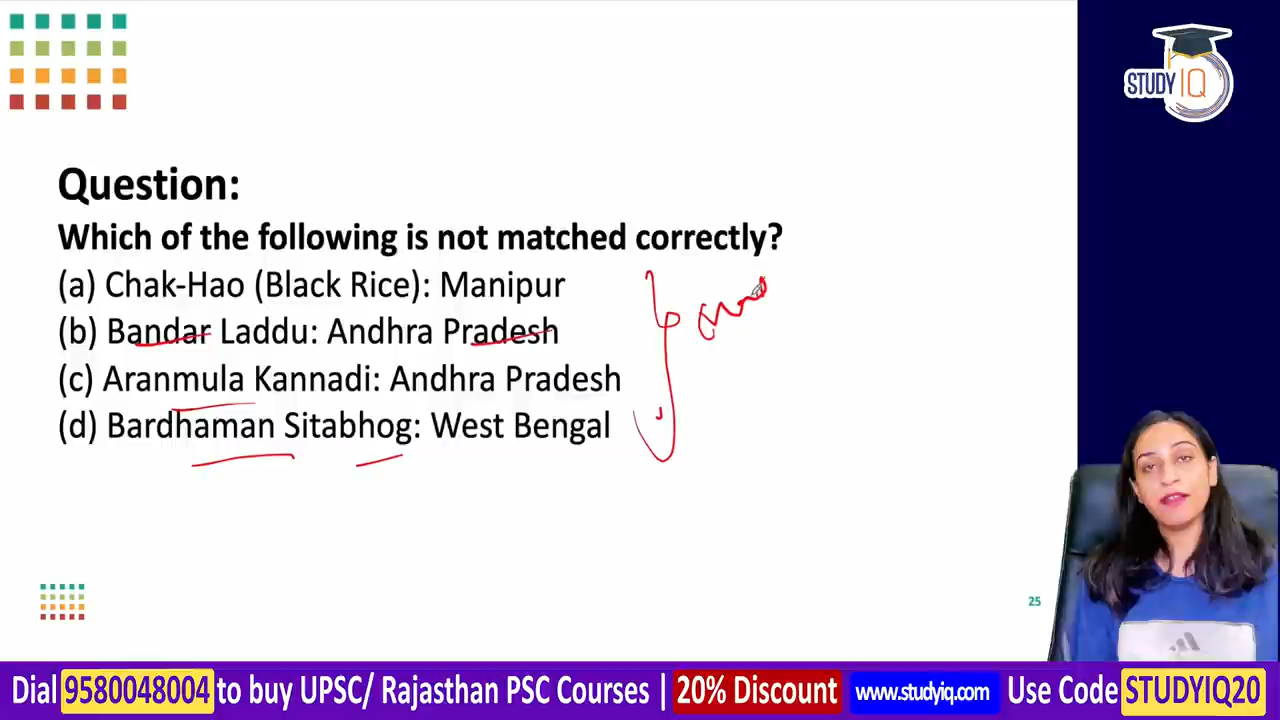 STUDY IQ
Question:
Which of the following is not matched correctly?
(a) Chak-Hao (Black Rice): Manipur
(b) Bandar Laddu: Andhra Pradesh
(c) Aranmula Kannadi: Andhra Pradesh
(d) Bardhaman Sitabhog: West Bengal
25
Dial 9580048004 to buy UPSC/ Rajasthan PSC Courses | 20% Discount www.studyiq.com Use Code STUDYIQ20